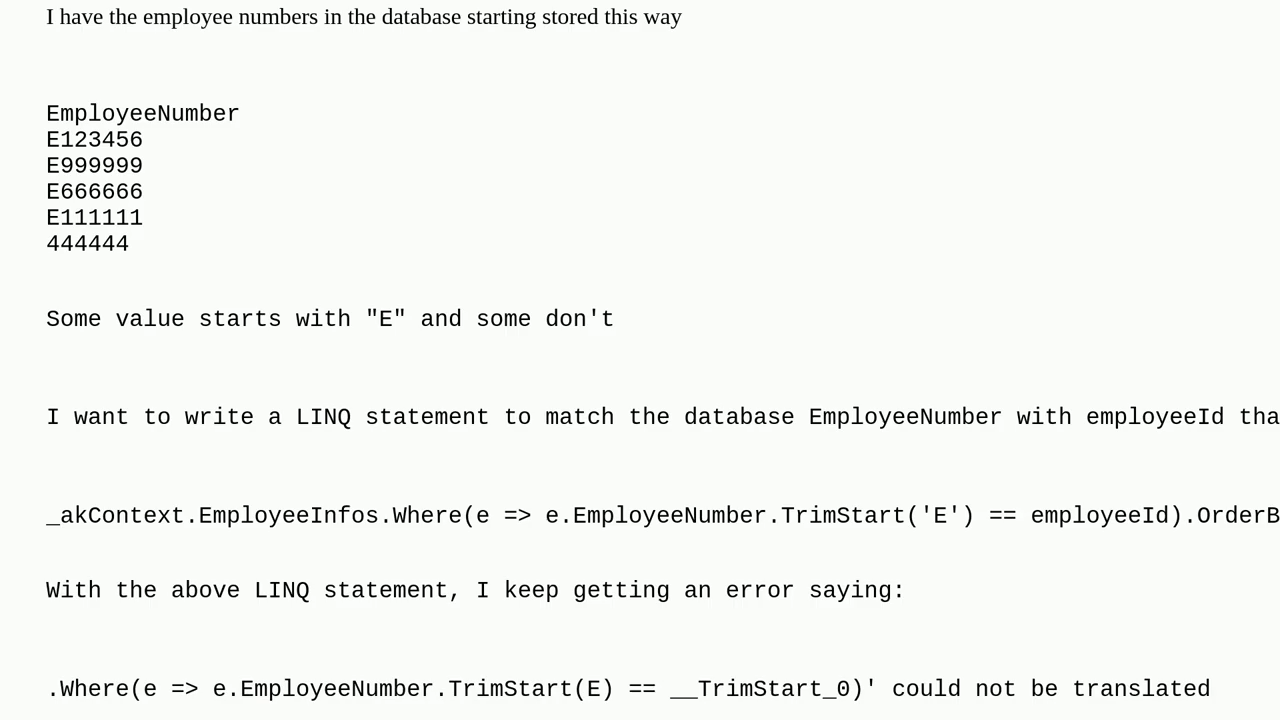 I have the employee numbers in the database starting stored this way
EmployeeNumber
E123456
E999999
E666666
E111111
444444
Some value starts with "E" and some don't
I want to write a LINQ statement to match the database EmployeeNumber with employeeId tha
_akContext.EmployeeInfos.Where(e => e.EmployeeNumber.TrimStart('E') == employeeId).OrderB
With the above LINQ statement, I keep getting an error saying:
.Where(e => e.EmployeeNumber.TrimStart(E) == __TrimStart_0)' could not be translated